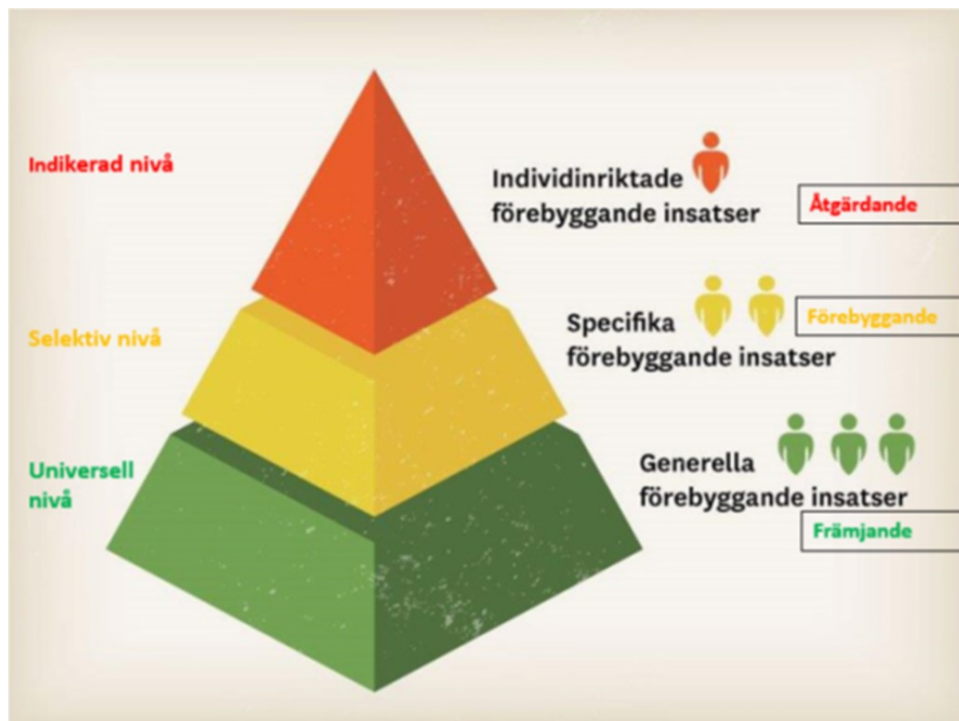 Indikerad nivå
Individinriktade
förebyggande insatser
Åtgärdande
Selektiv nivå
Specifika
förebyggande insatser
Förebyggande
Universell
nivå
Generella
förebyggande insatser
Främjande